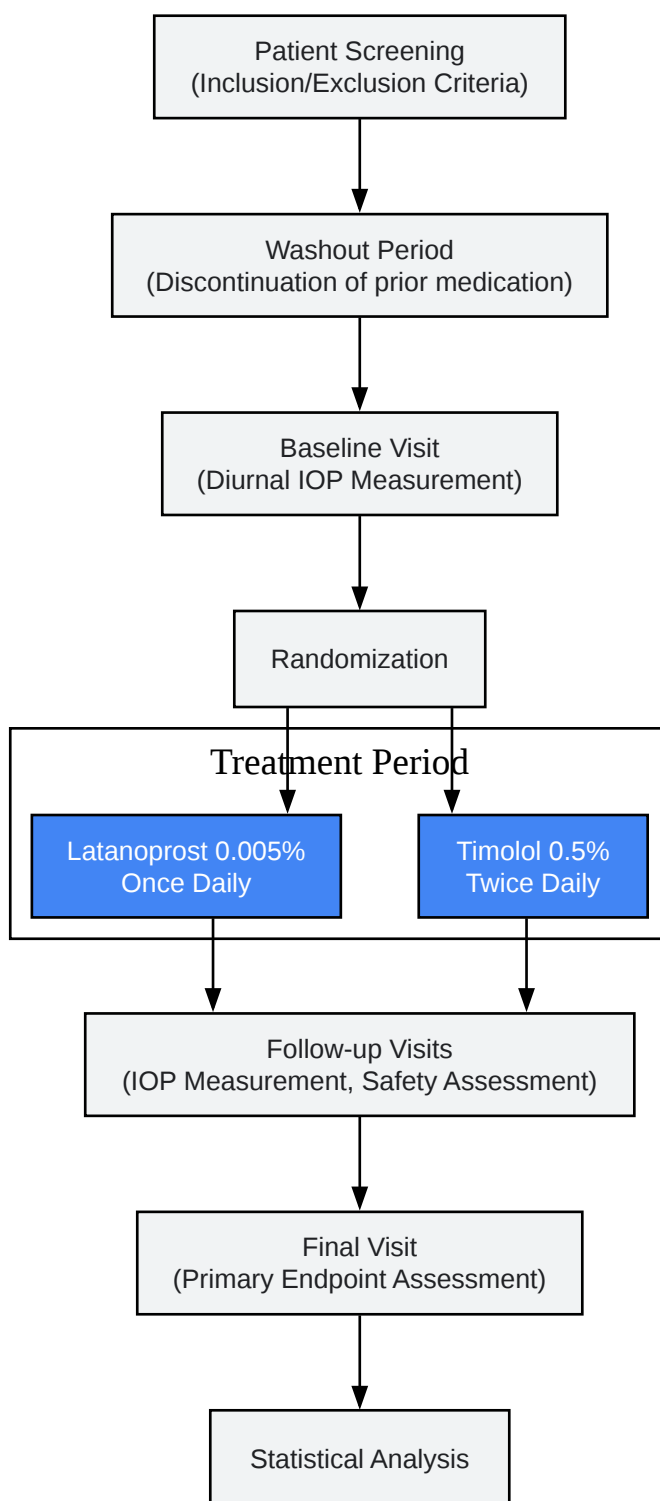 Patient Screening
(Inclusion/Exclusion Criteria)
Washout Period
(Discontinuation of prior medication)
Baseline Visit
(Diurnal IOP Measurement)
Randomization
Treatment Period
Latanoprost 0.005%
Once Daily
Timolol 0.5%
Twice Daily
Follow-up Visits
(IOP Measurement, Safety Assessment)
Final Visit
(Primary Endpoint Assessment)
Statistical Analysis